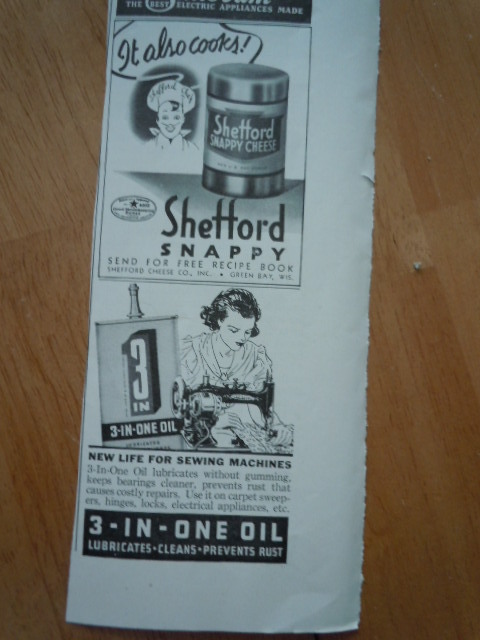 THE BEST ELECTRIC APPLIANCES MADE
It also cooks!
Shefford Chef
Shefford
SNAPPY CHEESE
Shefford
SNAPPY
SEND FOR FREE RECIPE BOOK
SHEFFORD CHEESE CO., INC. • GREEN BAY, WIS.
3
IN
3-IN-ONE OIL
LUBRICATES
NEW LIFE FOR SEWING MACHINES
3-In-One Oil lubricates without gumming,
keeps bearings cleaner, prevents rust that
causes costly repairs. Use it on carpet sweep-
ers, hinges, locks, electrical appliances, etc.
3-IN-ONE OIL
LUBRICATES•CLEANS•PREVENTS RUST